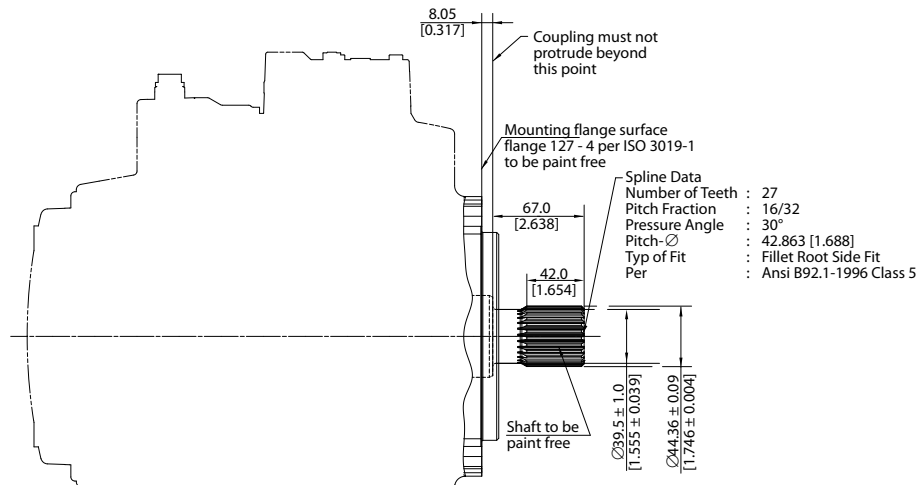 8.05
[0.317]
Coupling must not
protrude beyond
this point
Mounting flange surface
flange 127 - 4 per ISO 3019-1
to be paint free
Spline Data
Number of Teeth : 27
Pitch Fraction : 16/32
Pressure Angle : 30°
Pitch-∅ : 42.863 [1.688]
Typ of Fit : Fillet Root Side Fit
Per : Ansi B92.1-1996 Class 5
67.0
[2.638]
42.0
[1.654]
Shaft to be
paint free
∅39.5 ± 1.0
[1.555 ± 0.039]
∅44.36 ± 0.09
[1.746 ± 0.004]